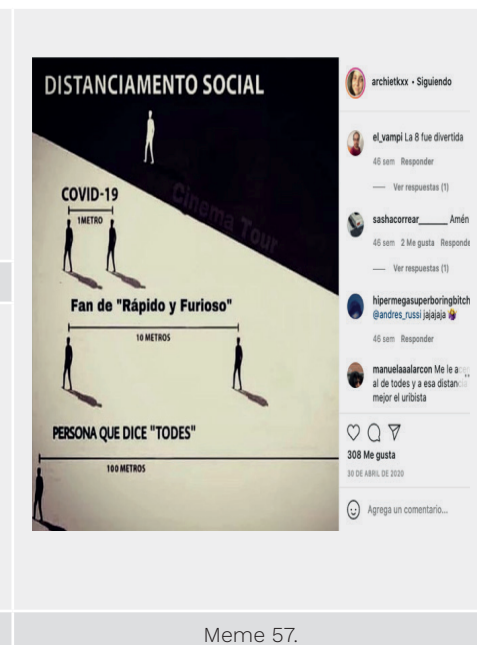 DISTANCIAMENTO SOCIAL
Cinema Tour
COVID-19
1METRO
Fan de "Rápido y Furioso"
10 METROS
PERSONA QUE DICE "TODES"
100 METROS
archietkxx • Siguiendo
el_vampi La 8 fue divertida
46 sem Responder
Ver respuestas (1)
sashacorrear_______ Amén
46 sem 2 Me gusta Responde
Ver respuestas (1)
hipermegasuperboringbitch
@andres_russi jajajaja
46 sem Responder
manuelaaalarcon Me le
al de todes y a esa
mejor el uribista
308 Me gusta
30 DE ABRIL DE 2020
Agrega un comentario...
Meme 57.